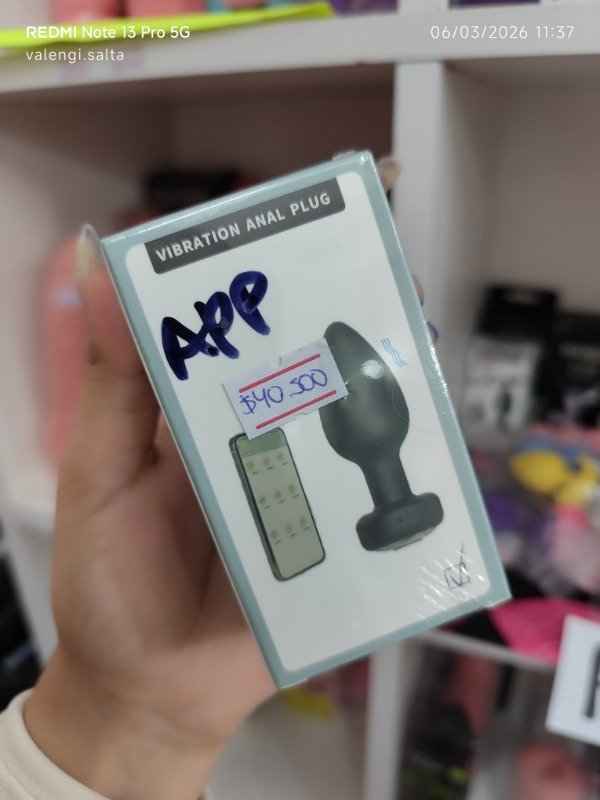 REDMI Note 13 Pro 5G
valengi.salta
06/03/2026 11:37
VIBRATION ANAL PLUG
APP
$40.500